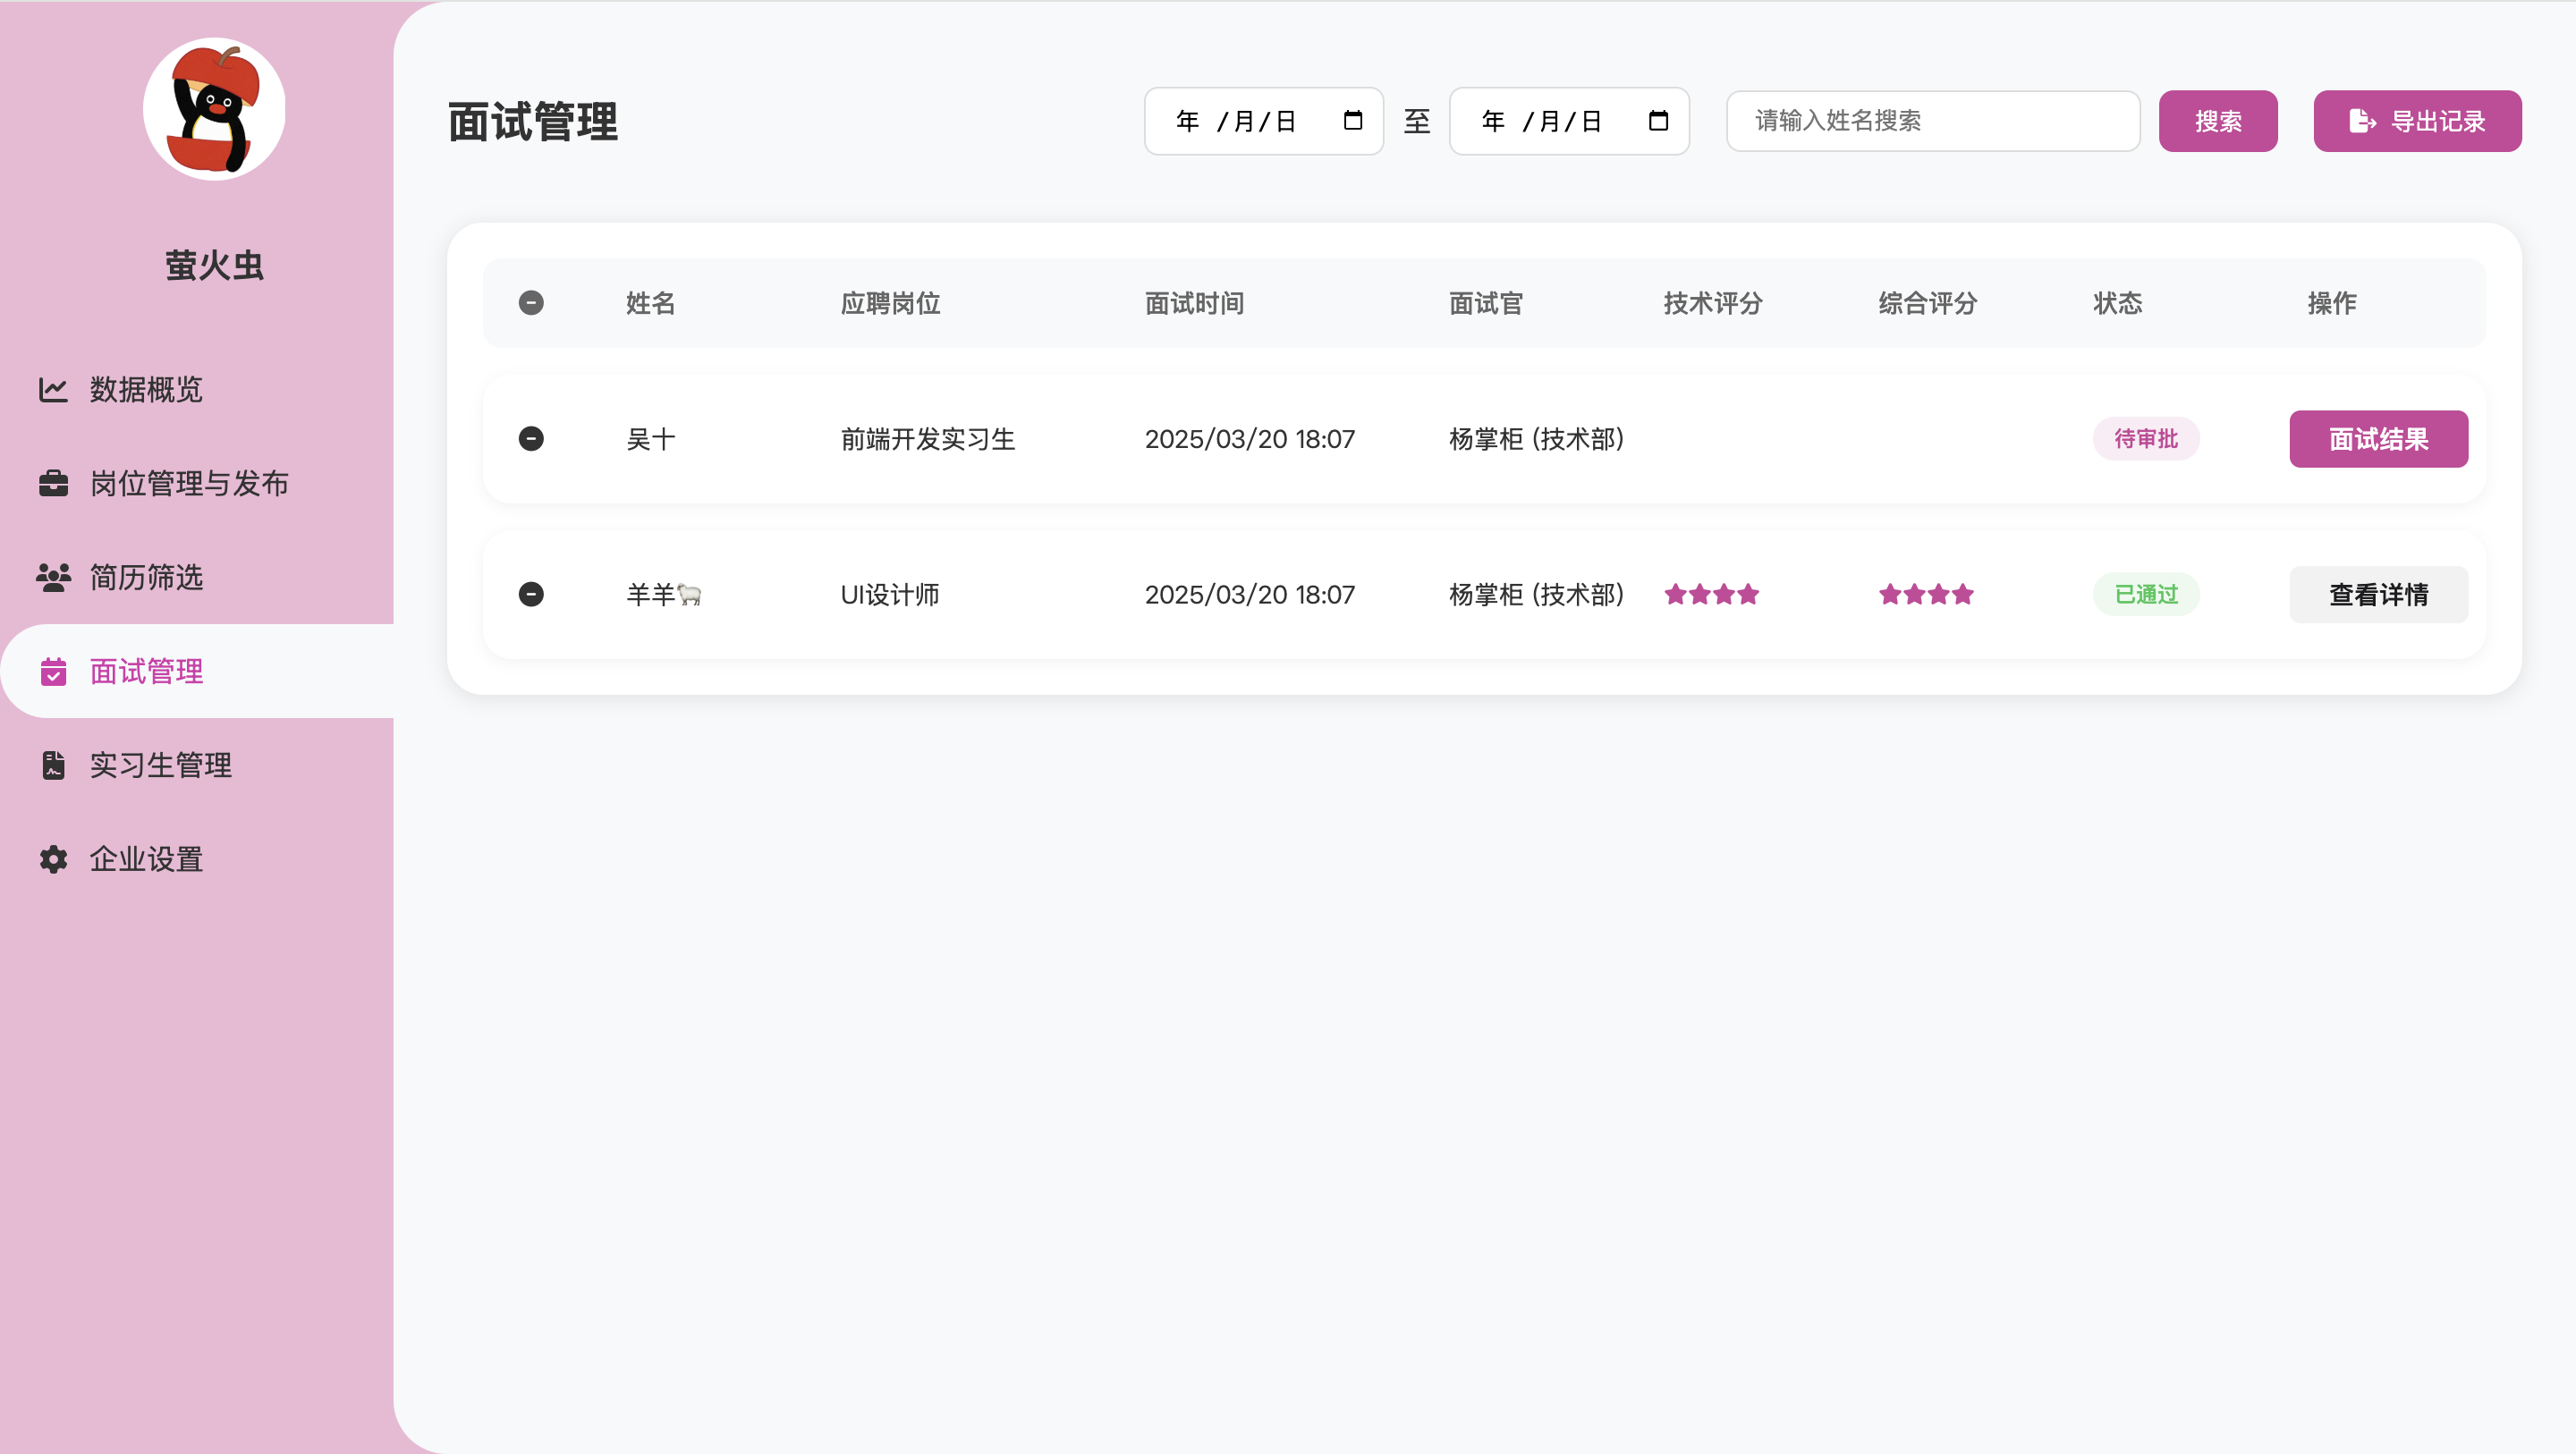 萤火虫
数据概览
岗位管理与发布
简历筛选
面试管理
实习生管理
企业设置
面试管理
年 /月/日 至 年 /月/日 请输入姓名搜索 搜索 导出记录
姓名 应聘岗位 面试时间 面试官 技术评分 综合评分 状态 操作
吴十 前端开发实习生 2025/03/20 18:07 杨掌柜 (技术部) 待审批 面试结果
羊羊🐑 UI设计师 2025/03/20 18:07 杨掌柜 (技术部) ★★★★ ★★★★ 已通过 查看详情